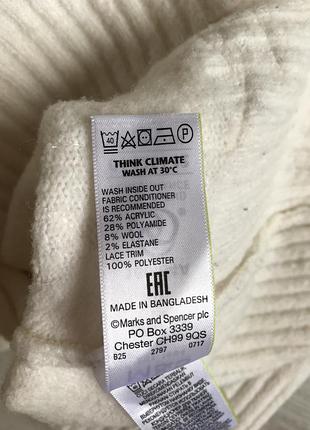 40 P
THINK CLIMATE
WASH AT 30°C
WASH INSIDE OUT
FABRIC CONDITIONER
IS RECOMMENDED
62% ACRYLIC
28% POLYAMIDE
8% WOOL
2% ELASTANE
LACE TRIM
100% POLYESTER
EAC
MADE IN BANGLADESH
©Marks and Spencer plc
PO Box 3339
Chester CH99 9QS
B25 2797 0717